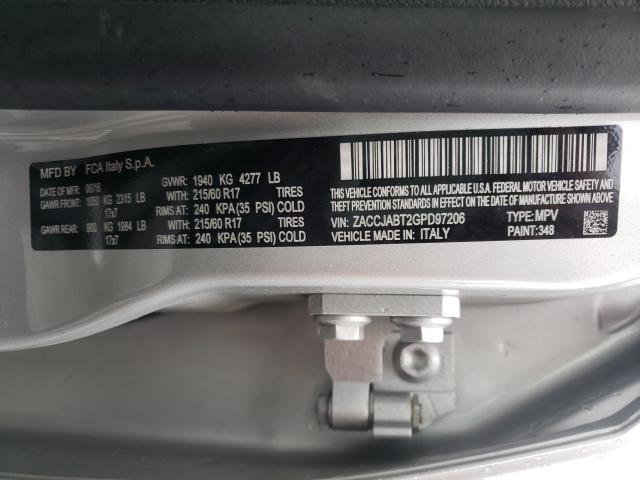 MFD BY FCA Italy S.p.A.
DATE OF MFR: 06/16 GVWR: 1940 KG 4277 LB
GAWR FRONT: 1050 KG 2315 LB WITH 215/60 R17 TIRES
17x7 RIMS AT: 240 KPA(35 PSI) COLD
GAWR REAR: 900 KG 1984 LB WITH 215/60 R17 TIRES
17x7 RIMS AT: 240 KPA(35 PSI) COLD
THIS VEHICLE CONFORMS TO ALL APPLICABLE U.S.A. FEDERAL MOTOR VEHICLE SAFETY, BUMPER AND
THEFT PREVENTION STANDARDS IN EFFECT ON THE DATE OF MANUFACTURE SHOWN ABOVE
VIN: ZACCJABT2GPD97206 TYPE: MPV
VEHICLE MADE IN: ITALY PAINT: 348